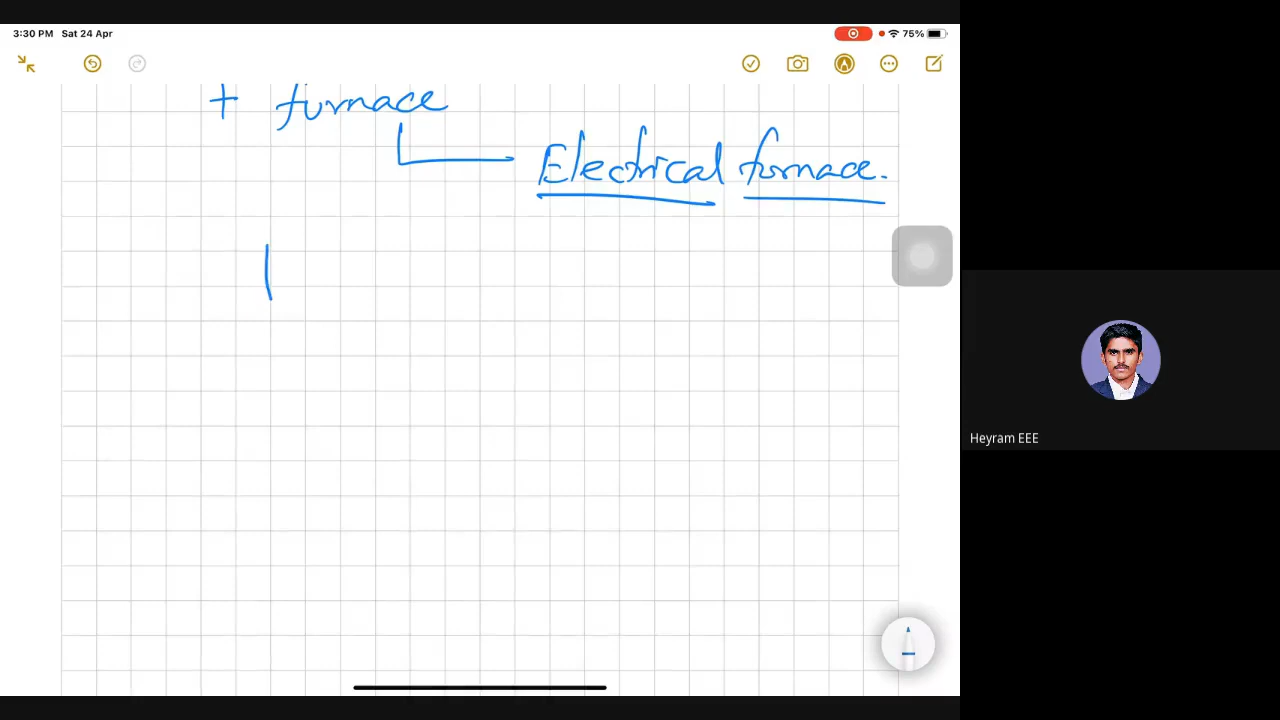 3:30 PM Sat 24 Apr
75%
+ furnace
Electrical furnace.
Heyram EEE